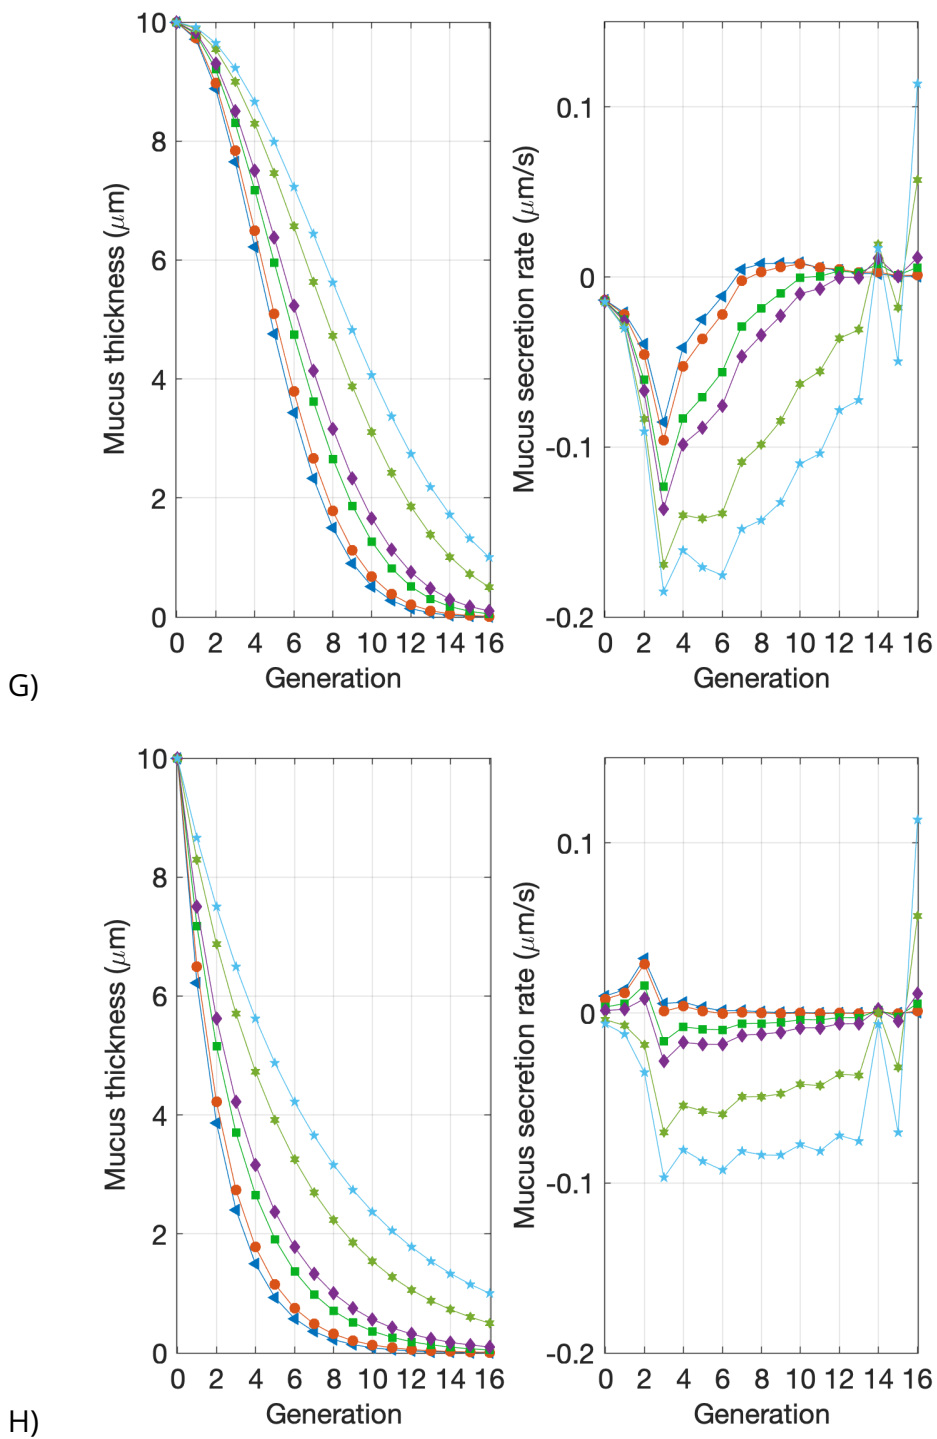 10
8
6
4
2
0
Mucus thickness (μm)
0 2 4 6 8 10 12 14 16
Generation
0.1
0
-0.1
-0.2
Mucus secretion rate (μm/s)
0 2 4 6 8 10 12 14 16
Generation
G)
10
8
6
4
2
0
Mucus thickness (μm)
0 2 4 6 8 10 12 14 16
Generation
0.1
0
-0.1
-0.2
Mucus secretion rate (μm/s)
0 2 4 6 8 10 12 14 16
Generation
H)